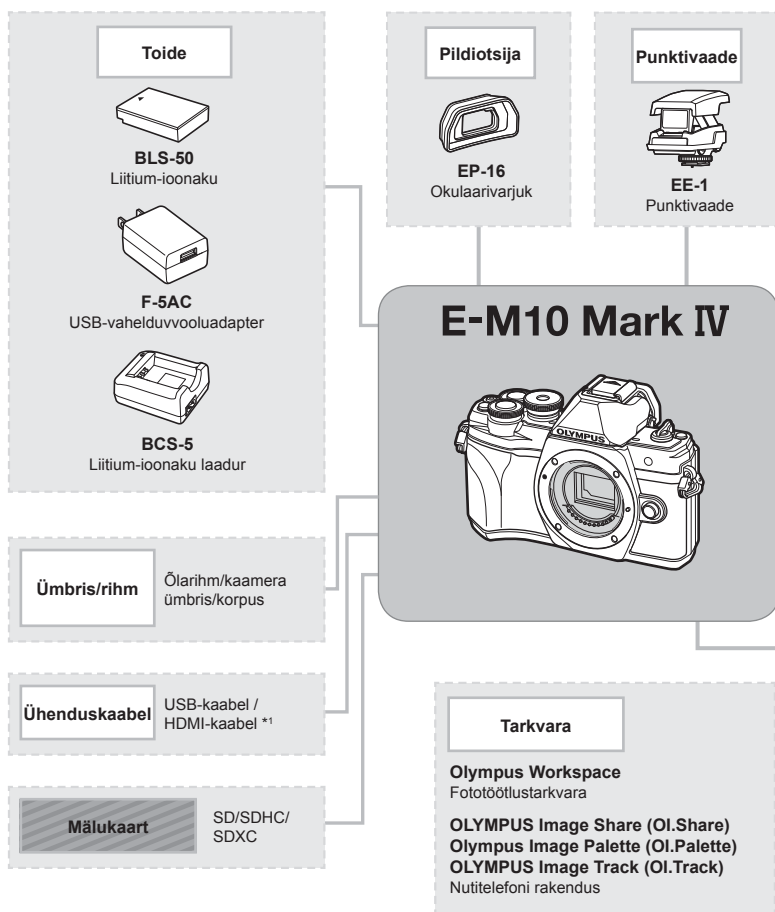 Toide
BLS-50
Liitium-ioonaku
F-5AC
USB-vahelduvvooluadapter
BCS-5
Liitium-ioonaku laadur
Pildiotsija
EP-16
Okulaarivarjuk
Punktivaade
EE-1
Punktivaade
E-M10 Mark IV
OLYMPUS
Ümbris/rihm
Õlarihm/kaamera
ümbris/korpus
Ühenduskaabel
USB-kaabel /
HDMI-kaabel *1
Mälukaart
SD/SDHC/
SDXC
Tarkvara
Olympus Workspace
Fototöötlustarkvara
OLYMPUS Image Share (OI.Share)
Olympus Image Palette (OI.Palette)
OLYMPUS Image Track (OI.Track)
Nutitelefoni rakendus